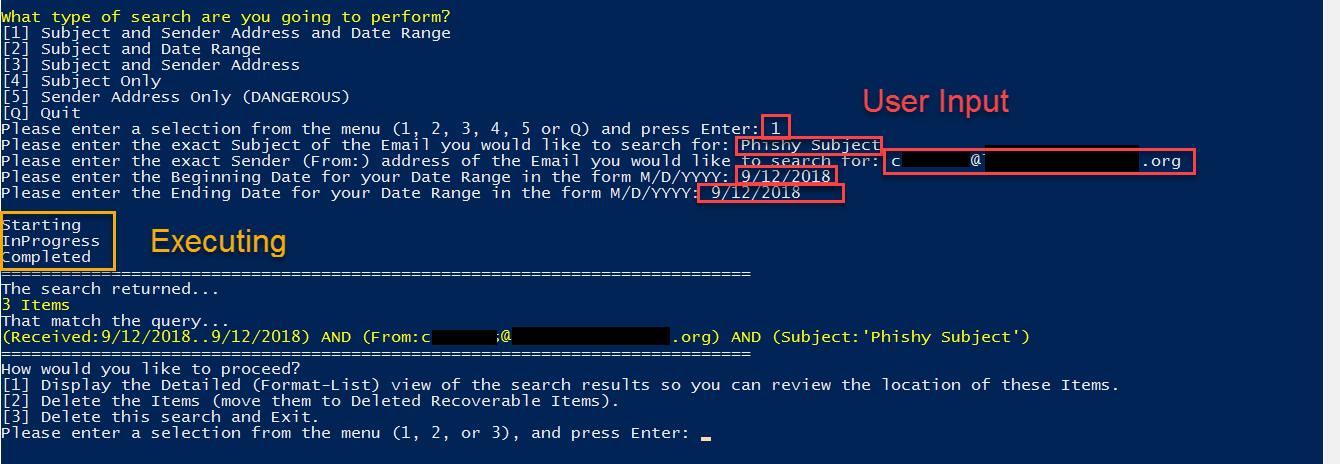 What type of search are you going to perform?
[1] Subject and Sender Address and Date Range
[2] Subject and Date Range
[3] Subject and Sender Address
[4] Subject Only
[5] Sender Address Only (DANGEROUS)
[Q] Quit
User Input
Please enter a selection from the menu (1, 2, 3, 4, 5 or Q) and press Enter: 1
Please enter the exact Subject of the Email you would like to search for: Phishy Subject
Please enter the exact Sender (From:) address of the Email you would like to search for: c @ .org
Please enter the Beginning Date for your Date Range in the form M/D/YYYY: 9/12/2018
Please enter the Ending Date for your Date Range in the form M/D/YYYY: 9/12/2018
Starting
InProgress
Completed
Executing
===========================================================================
The search returned...
3 Items
That match the query...
(Received:9/12/2018..9/12/2018) AND (From:c s@ .org) AND (Subject:'Phishy Subject')
===========================================================================
How would you like to proceed?
[1] Display the Detailed (Format-List) view of the search results so you can review the location of these Items.
[2] Delete the Items (move them to Deleted Recoverable Items).
[3] Delete this search and Exit.
Please enter a selection from the menu (1, 2, or 3), and press Enter: _